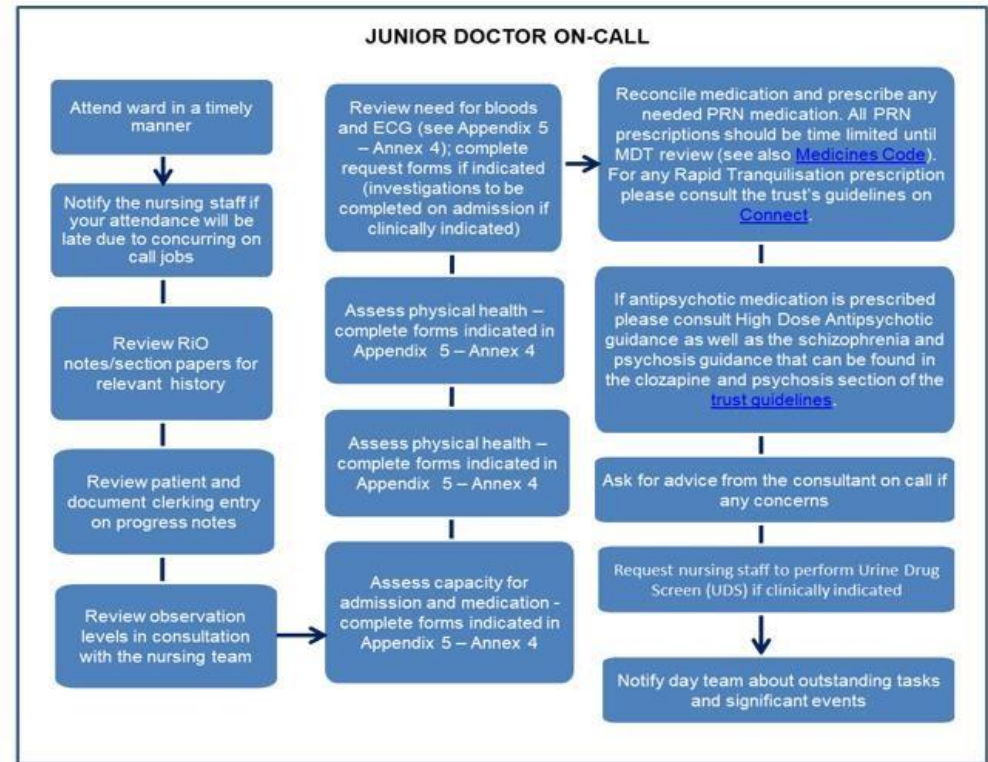 JUNIOR DOCTOR ON-CALL
Attend ward in a timely
manner
Notify the nursing staff if
your attendance will be
late due to concurring on
call jobs
Review RiO
notes/section papers for
relevant history
Review patient and
document clerking entry
on progress notes
Review observation
levels in consultation
with the nursing team
Assess capacity for
admission and medication -
complete forms indicated in
Appendix 5 – Annex 4
Assess physical health –
complete forms indicated in
Appendix 5 – Annex 4
Assess physical health –
complete forms indicated in
Appendix 5 – Annex 4
Review need for bloods
and ECG (see Appendix 5
– Annex 4); complete
request forms if indicated
(investigations to be
completed on admission if
clinically indicated)
Reconcile medication and prescribe any
needed PRN medication. All PRN
prescriptions should be time limited until
MDT review (see also Medicines Code).
For any Rapid Tranquilisation prescription
please consult the trust's guidelines on
Connect.
If antipsychotic medication is prescribed
please consult High Dose Antipsychotic
guidance as well as the schizophrenia and
psychosis guidance that can be found in
the clozapine and psychosis section of the
trust guidelines.
Ask for advice from the consultant on call if
any concerns
Request nursing staff to perform Urine Drug
Screen (UDS) if clinically indicated
Notify day team about outstanding tasks
and significant events